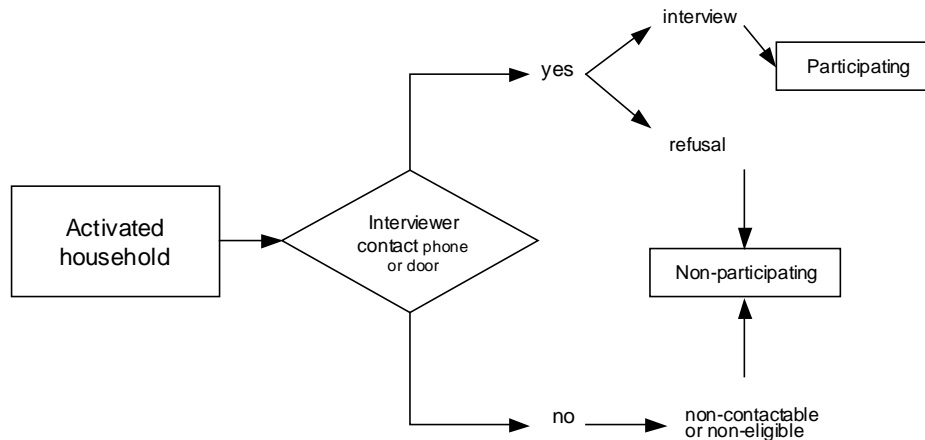 interview
yes
Participating
refusal
Activated
household
Interviewer
contact phone
or door
Non-participating
no
non-contactable
or non-eligible